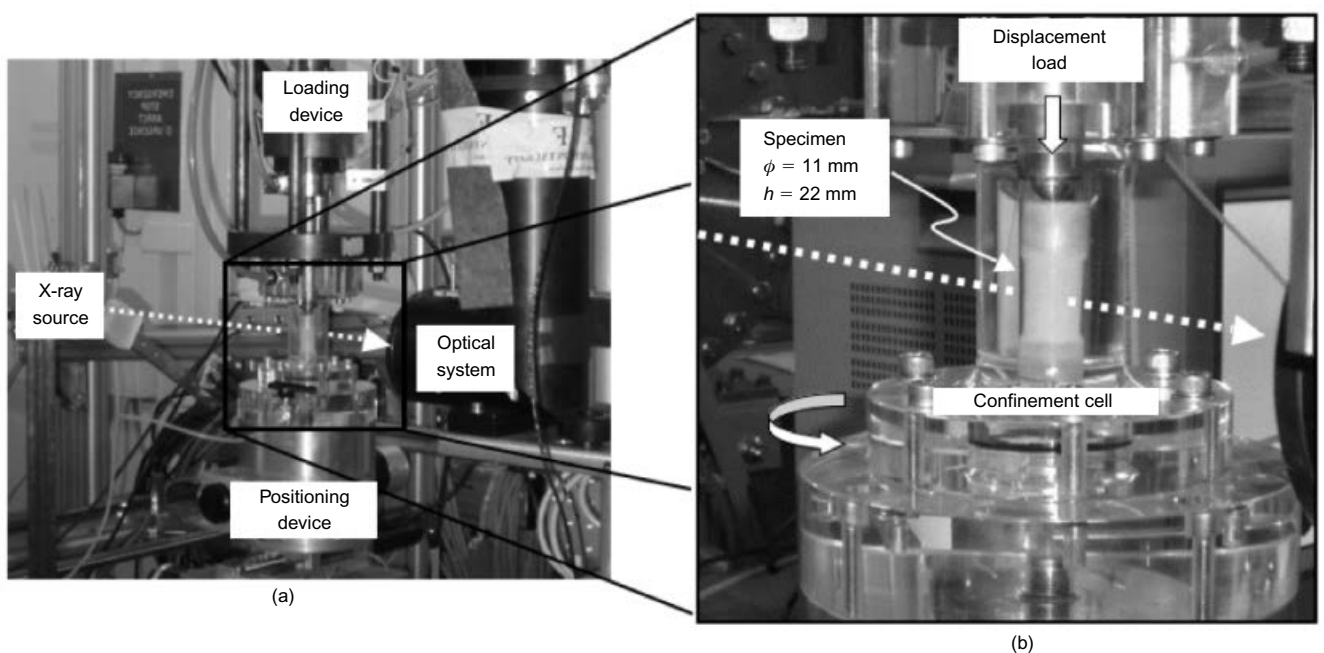 Loading
device
X-ray
source
Optical
system
Positioning
device
(a)
Displacement
load
Specimen
ϕ = 11 mm
h = 22 mm
Confinement cell
(b)